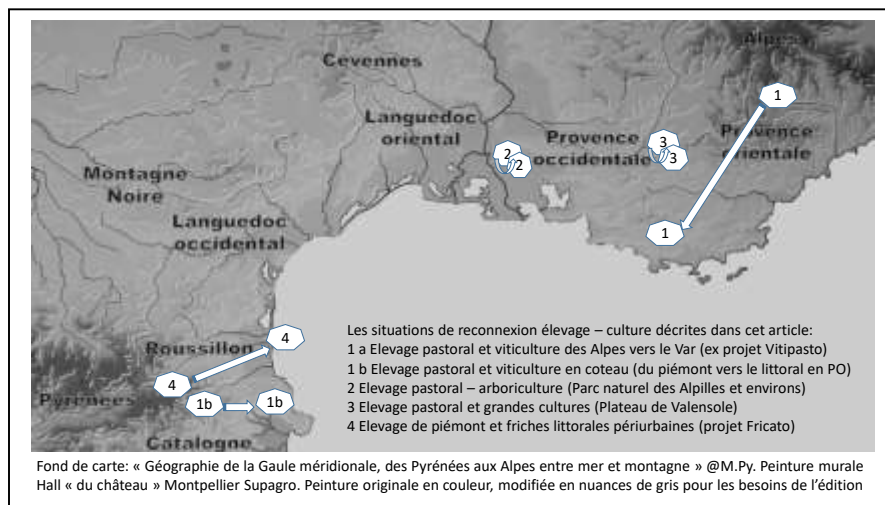 Alpes
1
Cevennes
Languedoc
oriental
2
2
Provence
occidentale
3
3
Provence
orientale
Montagne
Noire
Languedoc
occidental
1
4
Roussillon
4
Pyrénées
1b
1b
Catalogne
Les situations de reconnexion élevage – culture décrites dans cet article:
1 a Elevage pastoral et viticulture des Alpes vers le Var (ex projet Vitipasto)
1 b Elevage pastoral et viticulture en coteau (du piémont vers le littoral en PO)
2 Elevage pastoral – arboriculture (Parc naturel des Alpilles et environs)
3 Elevage pastoral et grandes cultures (Plateau de Valensole)
4 Elevage de piémont et friches littorales périurbaines (projet Fricato)
Fond de carte: « Géographie de la Gaule méridionale, des Pyrénées aux Alpes entre mer et montagne » @M.Py. Peinture murale
Hall « du château » Montpellier Supagro. Peinture originale en couleur, modifiée en nuances de gris pour les besoins de l’édition